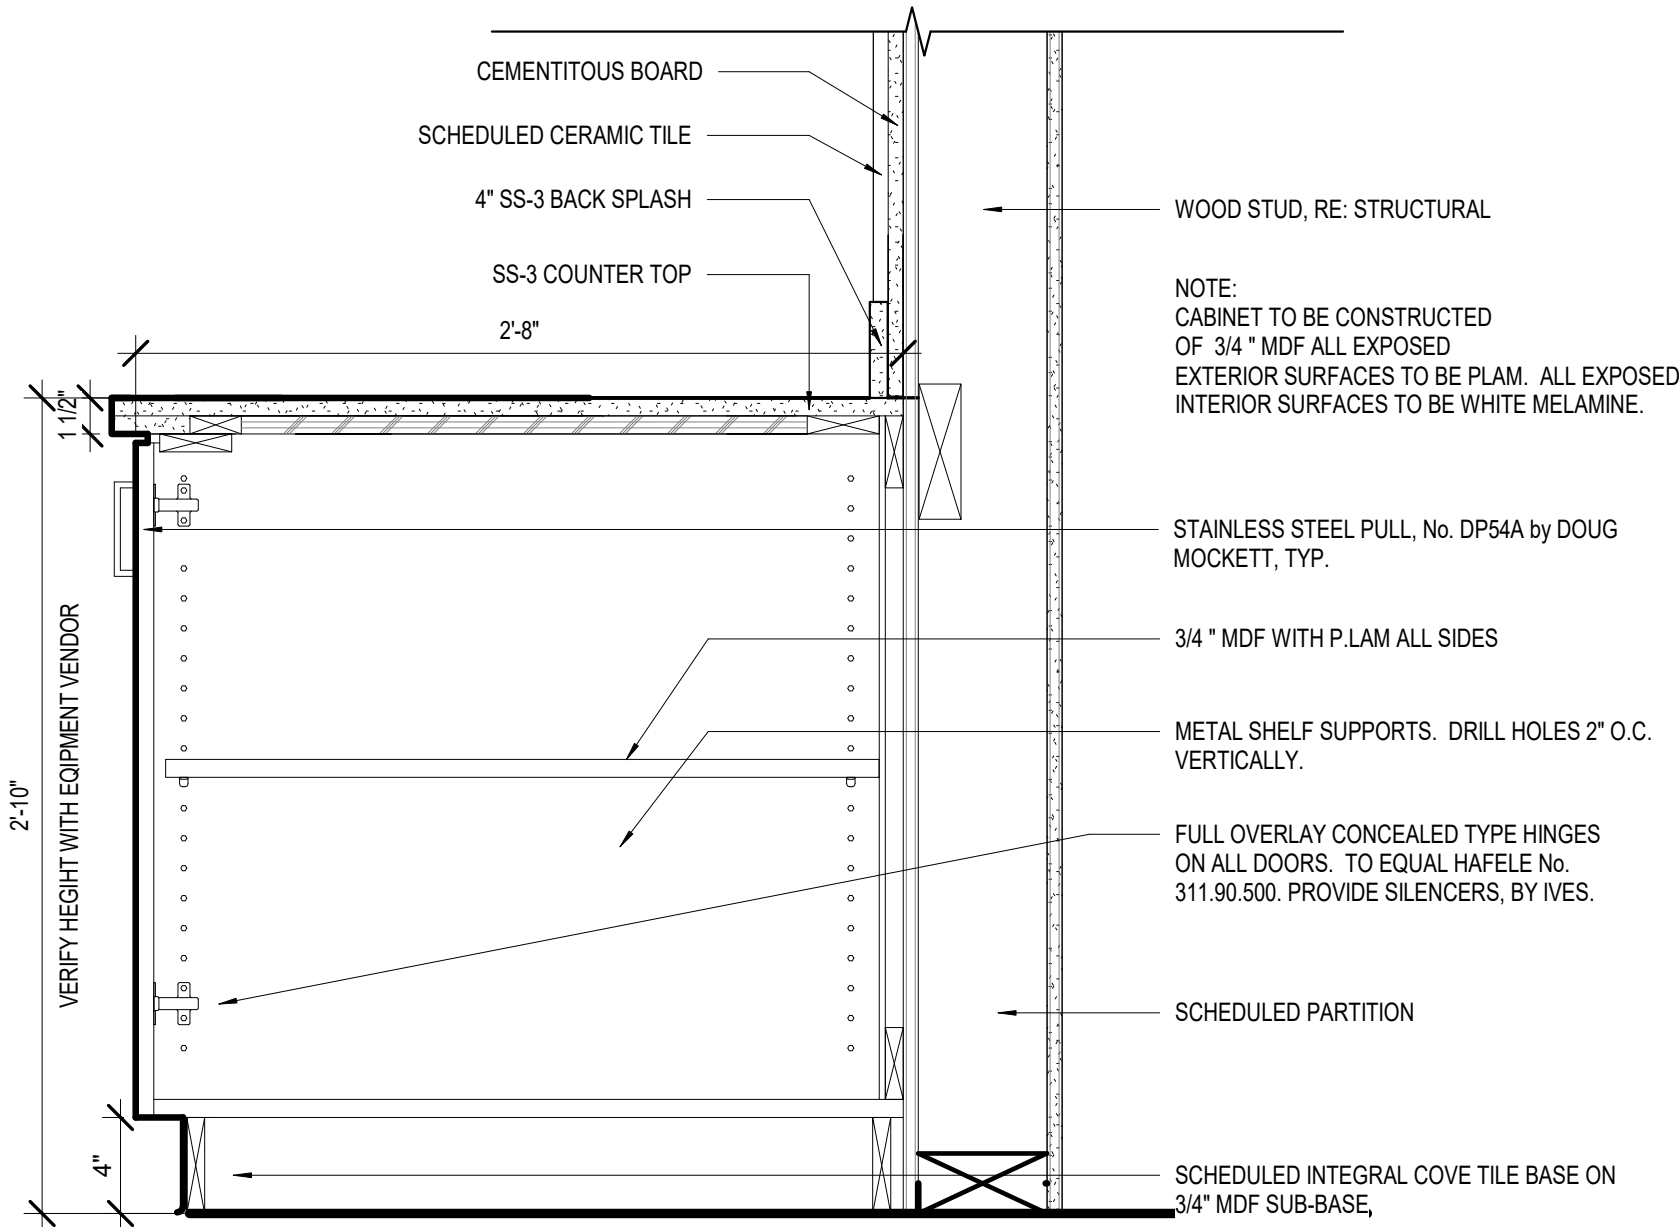 CEMENTITOUS BOARD
SCHEDULED CERAMIC TILE
4" SS-3 BACK SPLASH
SS-3 COUNTER TOP
2'-8"
1 1/2"
VERIFY HEGIHT WITH EQIPMENT VENDOR
2'-10"
4"
WOOD STUD, RE: STRUCTURAL
NOTE:
CABINET TO BE CONSTRUCTED
OF 3/4 " MDF ALL EXPOSED
EXTERIOR SURFACES TO BE PLAM. ALL EXPOSED
INTERIOR SURFACES TO BE WHITE MELAMINE.
STAINLESS STEEL PULL, No. DP54A by DOUG
MOCKETT, TYP.
3/4 " MDF WITH P.LAM ALL SIDES
METAL SHELF SUPPORTS. DRILL HOLES 2" O.C.
VERTICALLY.
FULL OVERLAY CONCEALED TYPE HINGES
ON ALL DOORS. TO EQUAL HAFELE No.
311.90.500. PROVIDE SILENCERS, BY IVES.
SCHEDULED PARTITION
SCHEDULED INTEGRAL COVE TILE BASE ON
3/4" MDF SUB-BASE,